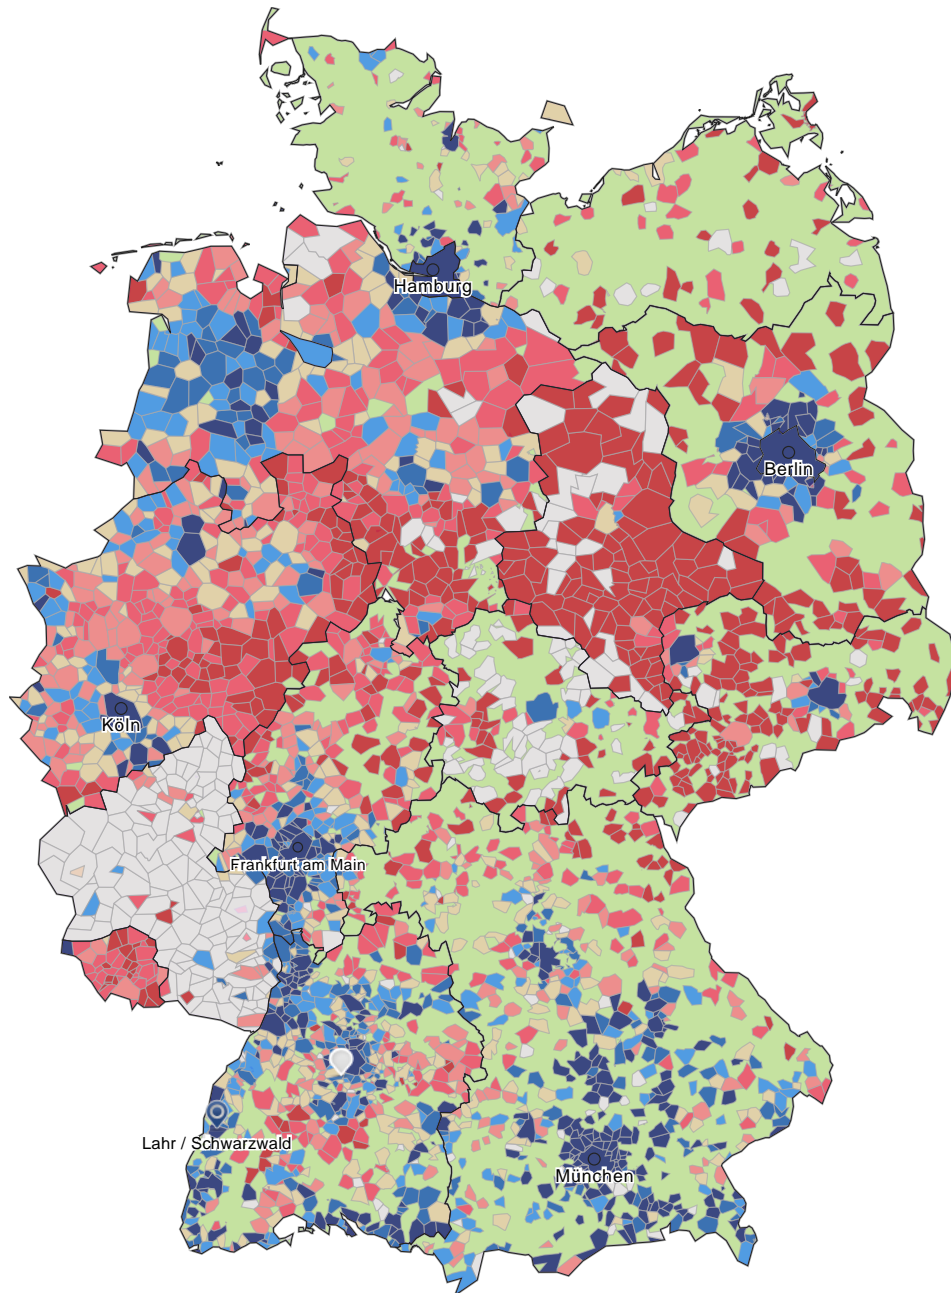 Hamburg
Berlin
Köln
Frankfurt am Main
Lahr / Schwarzwald
München